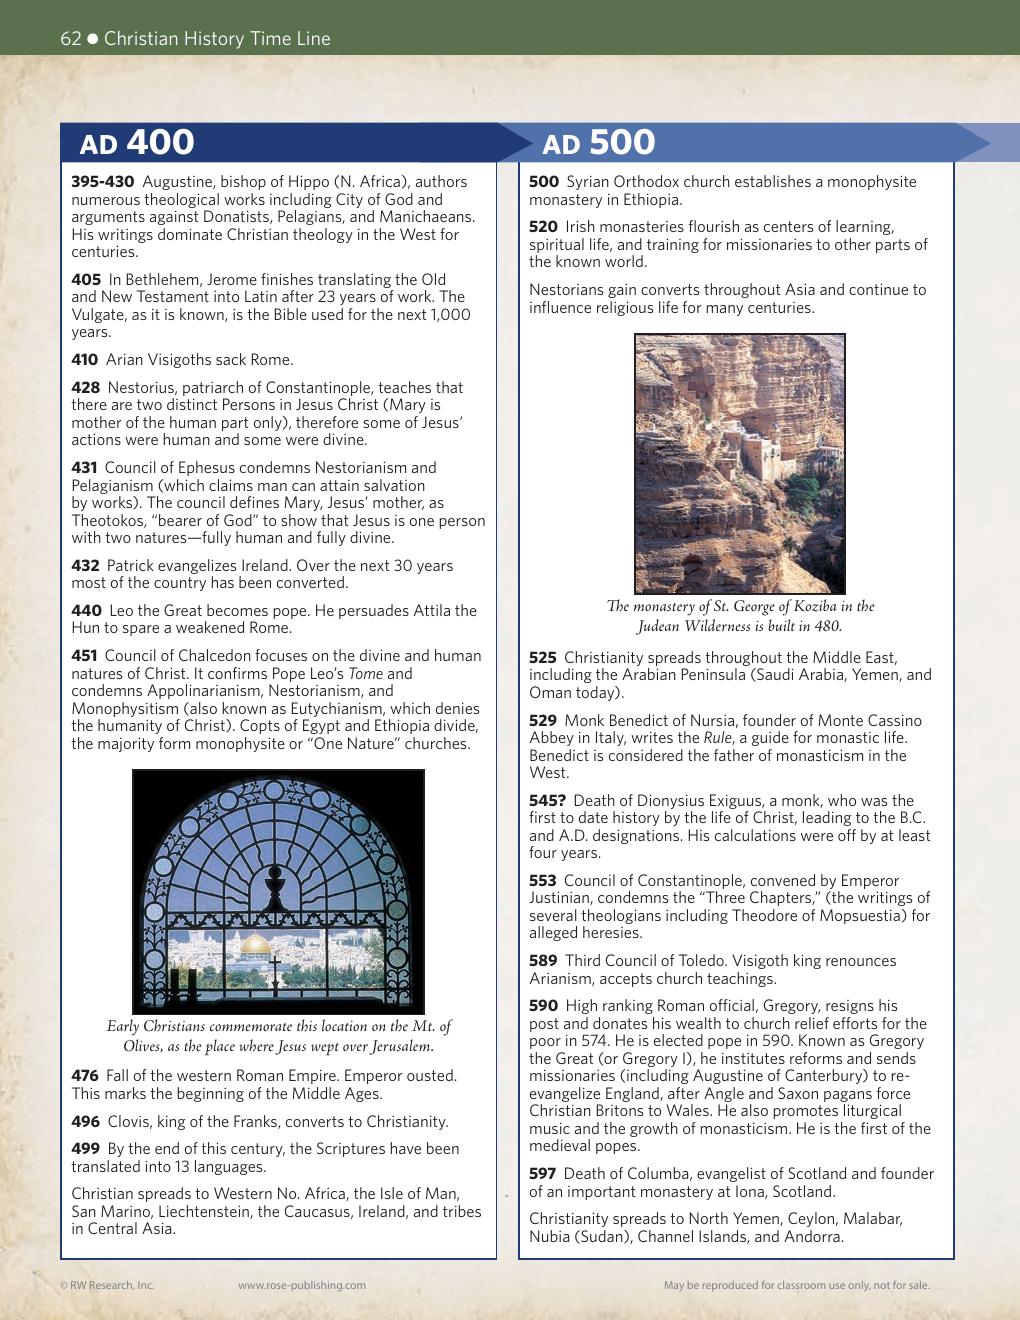 62 ● Christian History Time Line
AD 400
395-430 Augustine, bishop of Hippo (N. Africa), authors
numerous theological works including City of God and
arguments against Donatists, Pelagians, and Manichaeans.
His writings dominate Christian theology in the West for
centuries.
405 In Bethlehem, Jerome finishes translating the Old
and New Testament into Latin after 23 years of work. The
Vulgate, as it is known, is the Bible used for the next 1,000
years.
410 Arian Visigoths sack Rome.
428 Nestorius, patriarch of Constantinople, teaches that
there are two distinct Persons in Jesus Christ (Mary is
mother of the human part only), therefore some of Jesus’
actions were human and some were divine.
431 Council of Ephesus condemns Nestorianism and
Pelagianism (which claims man can attain salvation
by works). The council defines Mary, Jesus’ mother, as
Theotokos, “bearer of God” to show that Jesus is one person
with two natures—fully human and fully divine.
432 Patrick evangelizes Ireland. Over the next 30 years
most of the country has been converted.
440 Leo the Great becomes pope. He persuades Attila the
Hun to spare a weakened Rome.
451 Council of Chalcedon focuses on the divine and human
natures of Christ. It confirms Pope Leo’s Tome and
condemns Appolinarianism, Nestorianism, and
Monophysitism (also known as Eutychianism, which denies
the humanity of Christ). Copts of Egypt and Ethiopia divide,
the majority form monophysite or “One Nature” churches.
Early Christians commemorate this location on the Mt. of
Olives, as the place where Jesus wept over Jerusalem.
476 Fall of the western Roman Empire. Emperor ousted.
This marks the beginning of the Middle Ages.
496 Clovis, king of the Franks, converts to Christianity.
499 By the end of this century, the Scriptures have been
translated into 13 languages.
Christian spreads to Western No. Africa, the Isle of Man,
San Marino, Liechtenstein, the Caucasus, Ireland, and tribes
in Central Asia.
AD 500
500 Syrian Orthodox church establishes a monophysite
monastery in Ethiopia.
520 Irish monasteries flourish as centers of learning,
spiritual life, and training for missionaries to other parts of
the known world.
Nestorians gain converts throughout Asia and continue to
influence religious life for many centuries.
The monastery of St. George of Koziba in the
Judean Wilderness is built in 480.
525 Christianity spreads throughout the Middle East,
including the Arabian Peninsula (Saudi Arabia, Yemen, and
Oman today).
529 Monk Benedict of Nursia, founder of Monte Cassino
Abbey in Italy, writes the Rule, a guide for monastic life.
Benedict is considered the father of monasticism in the
West.
545? Death of Dionysius Exiguus, a monk, who was the
first to date history by the life of Christ, leading to the B.C.
and A.D. designations. His calculations were off by at least
four years.
553 Council of Constantinople, convened by Emperor
Justinian, condemns the “Three Chapters,” (the writings of
several theologians including Theodore of Mopsuestia) for
alleged heresies.
589 Third Council of Toledo. Visigoth king renounces
Arianism, accepts church teachings.
590 High ranking Roman official, Gregory, resigns his
post and donates his wealth to church relief efforts for the
poor in 574. He is elected pope in 590. Known as Gregory
the Great (or Gregory I), he institutes reforms and sends
missionaries (including Augustine of Canterbury) to re-
evangelize England, after Angle and Saxon pagans force
Christian Britons to Wales. He also promotes liturgical
music and the growth of monasticism. He is the first of the
medieval popes.
597 Death of Columba, evangelist of Scotland and founder
of an important monastery at Iona, Scotland.
Christianity spreads to North Yemen, Ceylon, Malabar,
Nubia (Sudan), Channel Islands, and Andorra.
© RW Research, Inc. www.rose-publishing.com May be reproduced for classroom use only, not for sale.